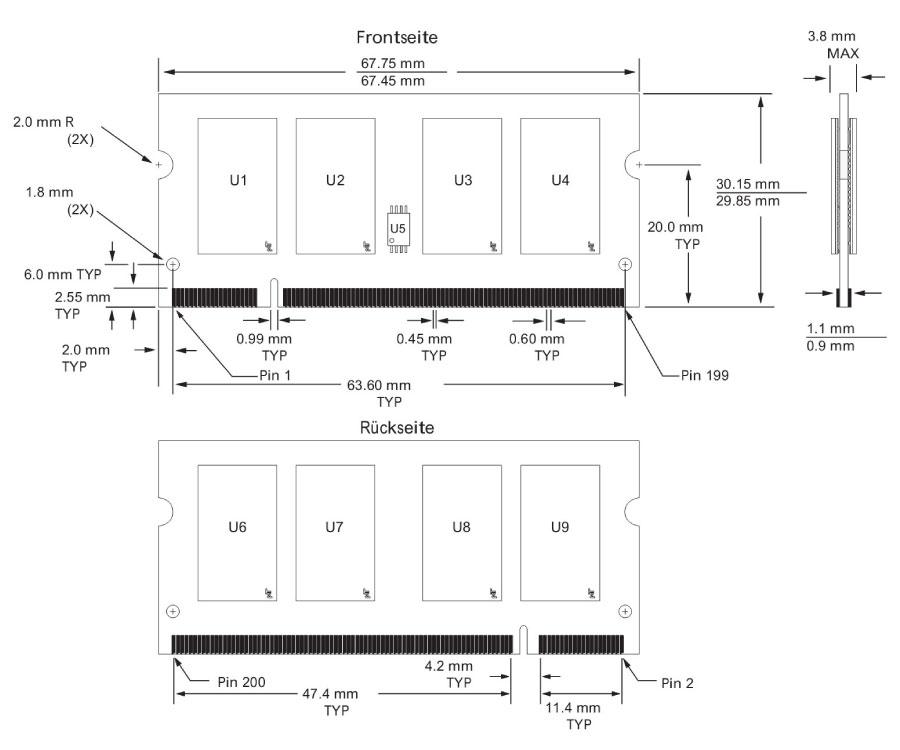 Frontseite
67.75 mm
67.45 mm
3.8 mm
MAX
2.0 mm R
(2X)
1.8 mm
(2X)
U1
U2
U3
U4
U5
30.15 mm
29.85 mm
20.0 mm
TYP
6.0 mm TYP
2.55 mm
TYP
2.0 mm
TYP
0.99 mm
TYP
0.45 mm
TYP
0.60 mm
TYP
1.1 mm
0.9 mm
Pin 1
63.60 mm
TYP
Pin 199
Rückseite
U6
U7
U8
U9
Pin 200
47.4 mm
TYP
4.2 mm
TYP
11.4 mm
TYP
Pin 2